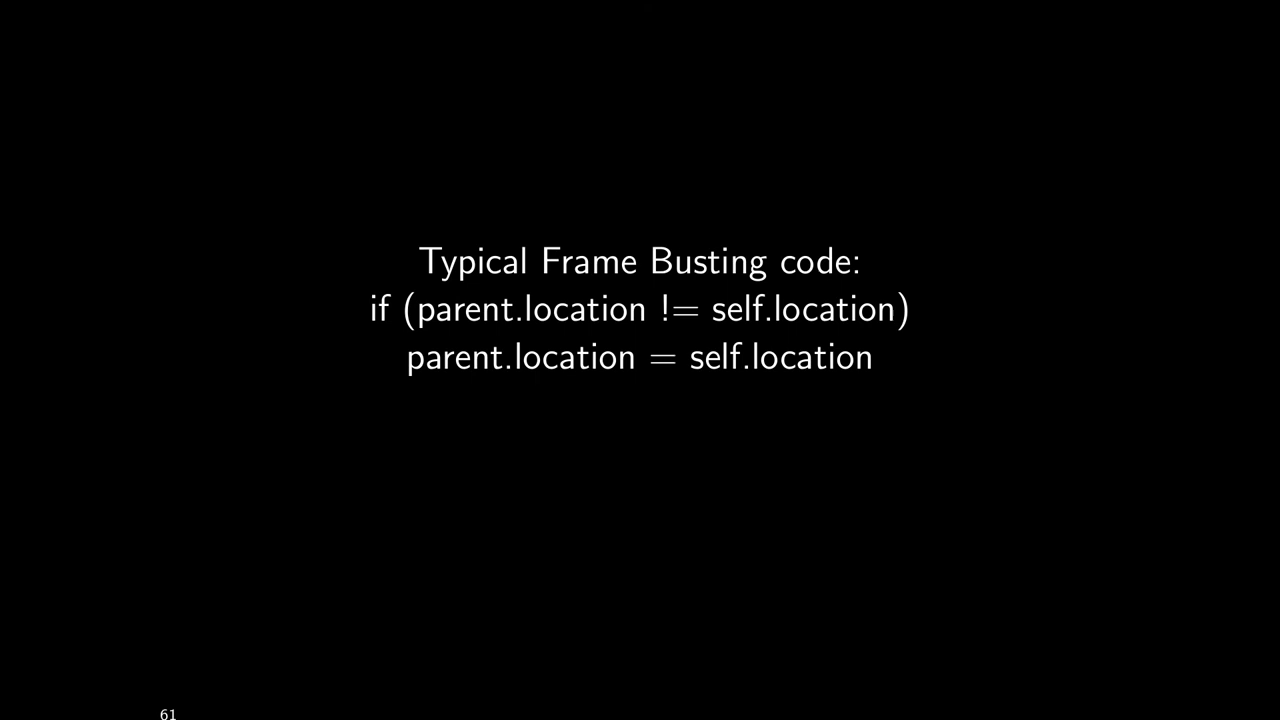 Typical Frame Busting code:
if (parent.location != self.location)
parent.location = self.location
61